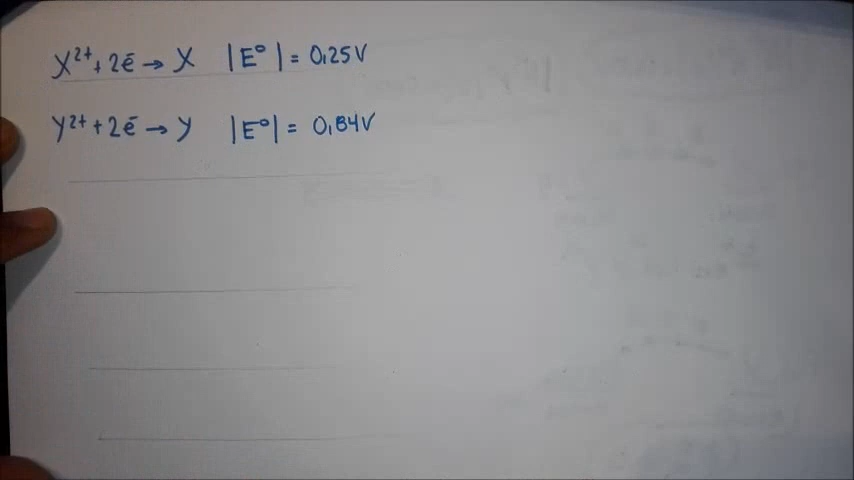 X²⁺ + 2ē → X |E°| = 0,25V
Y²⁺ + 2ē → Y |E°| = 0,84V